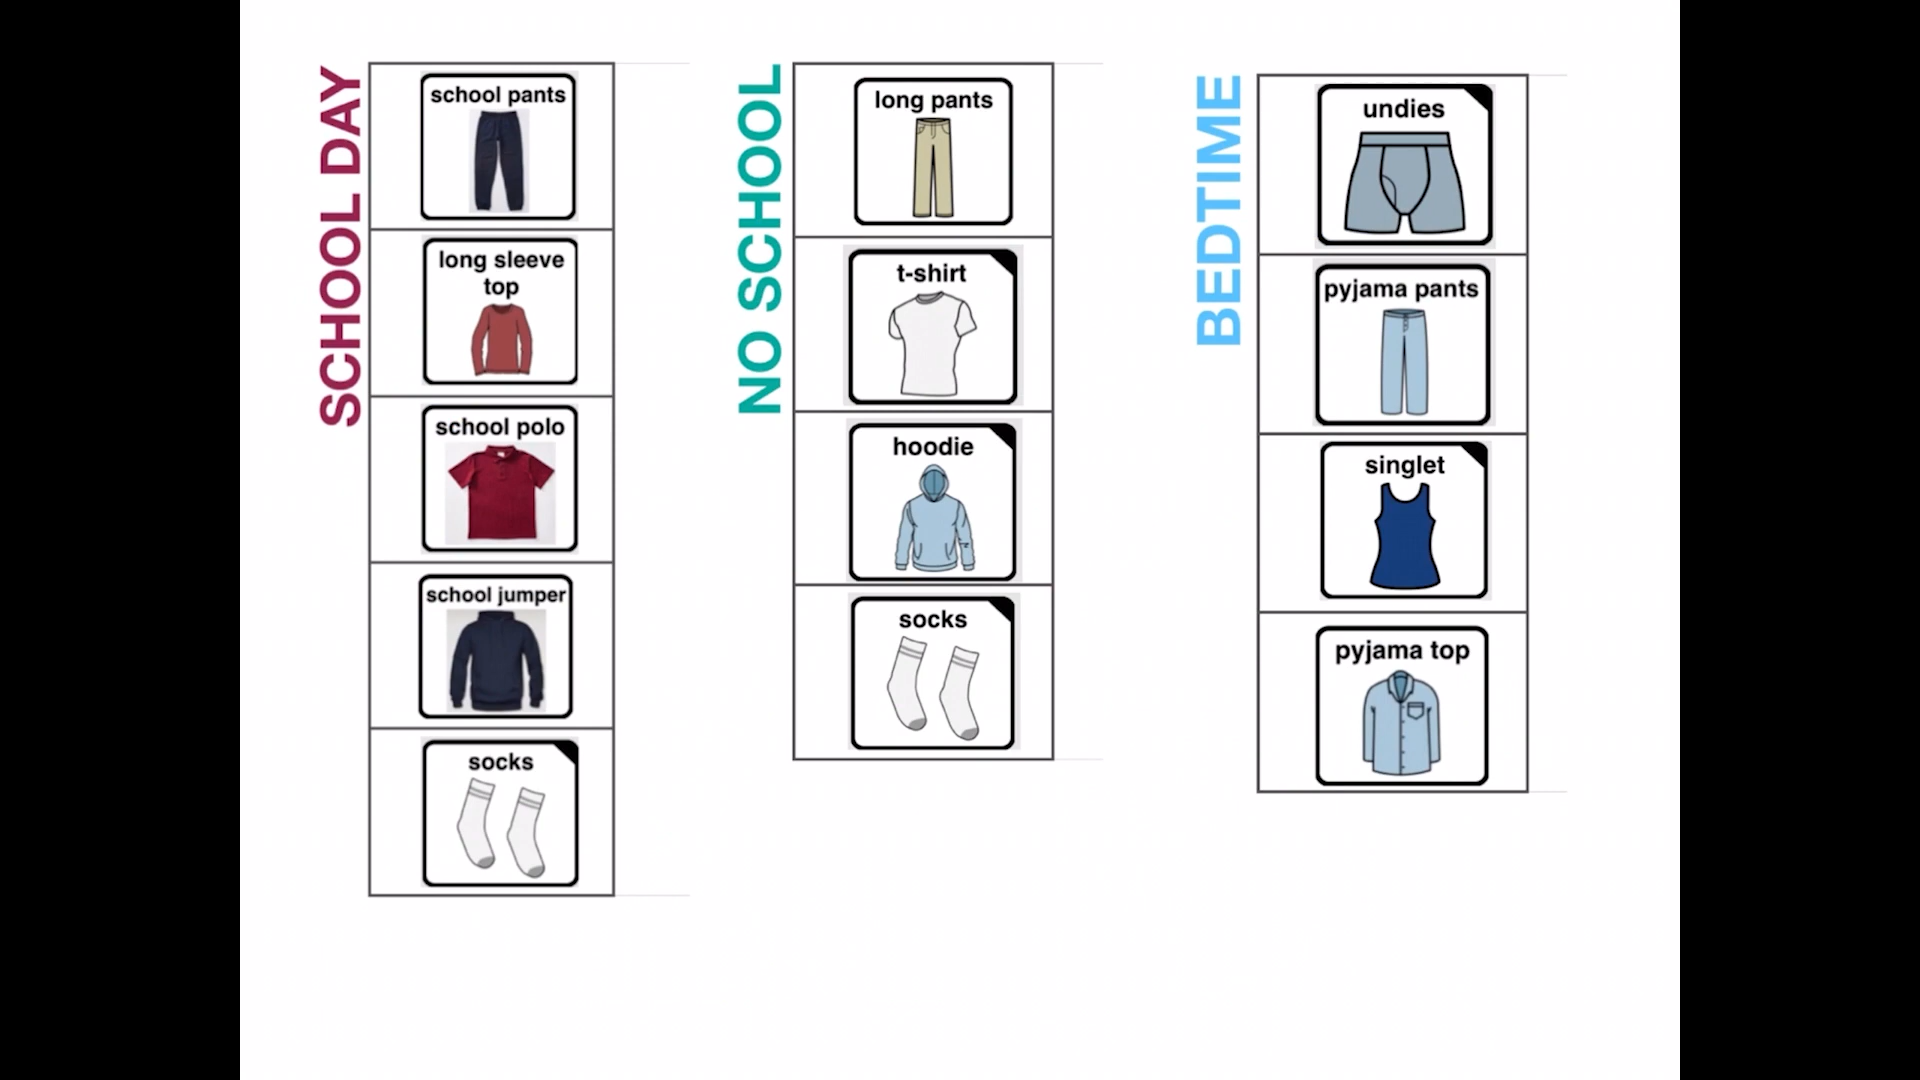 SCHOOL DAY
school pants
long sleeve
top
school polo
school jumper
socks
NO SCHOOL
long pants
t-shirt
hoodie
socks
BEDTIME
undies
pyjama pants
singlet
pyjama top